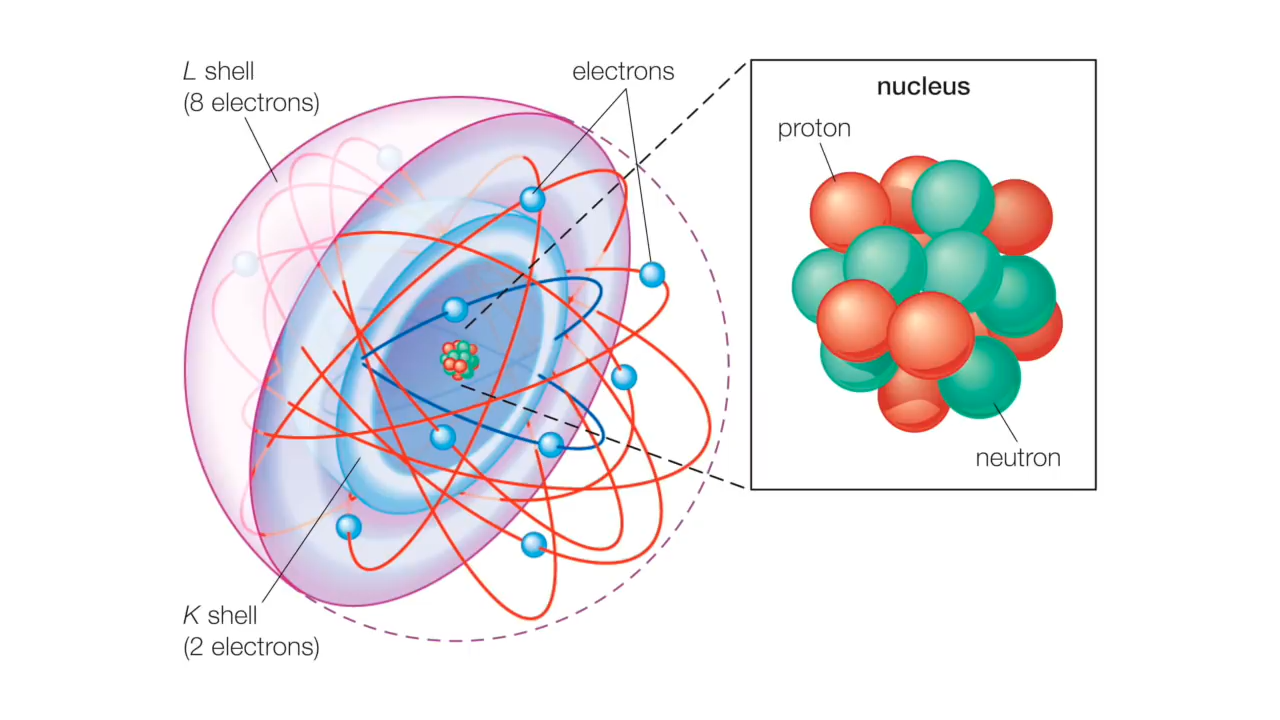 L shell
(8 electrons)
electrons
nucleus
proton
neutron
K shell
(2 electrons)